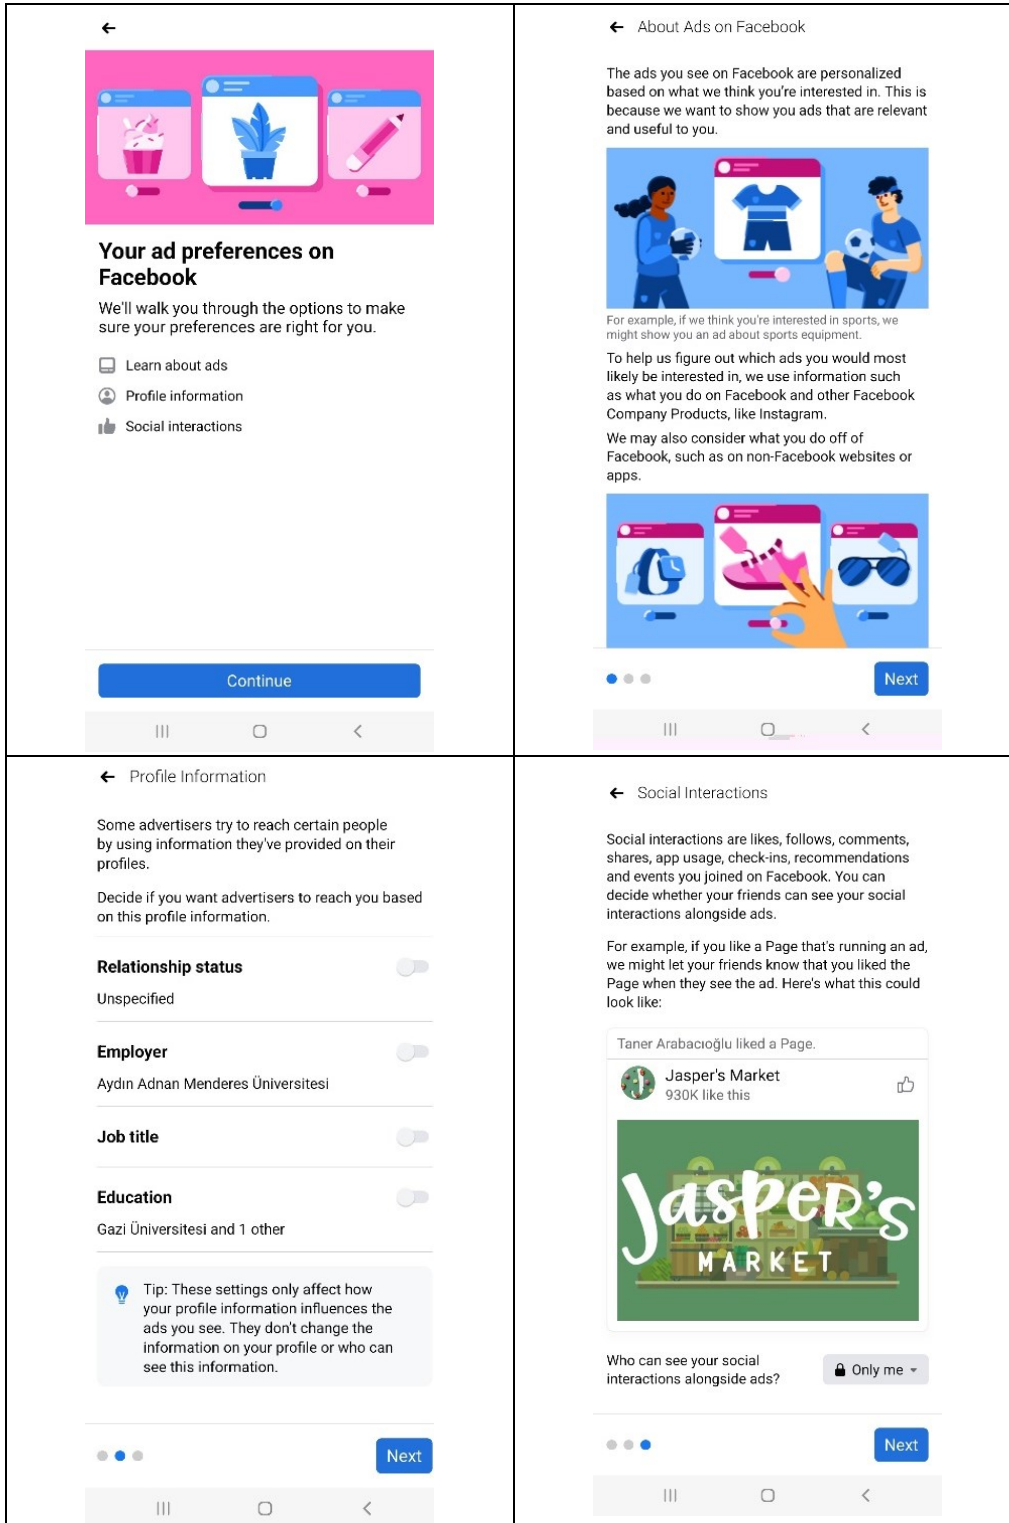 Your ad preferences on
Facebook
We'll walk you through the options to make
sure your preferences are right for you.
Learn about ads
Profile information
Social interactions
Continue
About Ads on Facebook
The ads you see on Facebook are personalized
based on what we think you're interested in. This is
because we want to show you ads that are relevant
and useful to you.
For example, if we think you're interested in sports, we
might show you an ad about sports equipment.
To help us figure out which ads you would most
likely be interested in, we use information such
as what you do on Facebook and other Facebook
Company Products, like Instagram.
We may also consider what you do off of
Facebook, such as on non-Facebook websites or
apps.
Next
Profile Information
Some advertisers try to reach certain people
by using information they've provided on their
profiles.
Decide if you want advertisers to reach you based
on this profile information.
Relationship status
Unspecified
Employer
Aydın Adnan Menderes Üniversitesi
Job title
Education
Gazi Üniversitesi and 1 other
Tip: These settings only affect how
your profile information influences the
ads you see. They don't change the
information on your profile or who can
see this information.
Next
Social Interactions
Social interactions are likes, follows, comments,
shares, app usage, check-ins, recommendations
and events you joined on Facebook. You can
decide whether your friends can see your social
interactions alongside ads.
For example, if you like a Page that's running an ad,
we might let your friends know that you liked the
Page when they see the ad. Here's what this could
look like:
Taner Arabacıoğlu liked a Page.
Jasper's Market
930K like this
Jasper's
MARKET
Who can see your social
interactions alongside ads?
Only me
Next